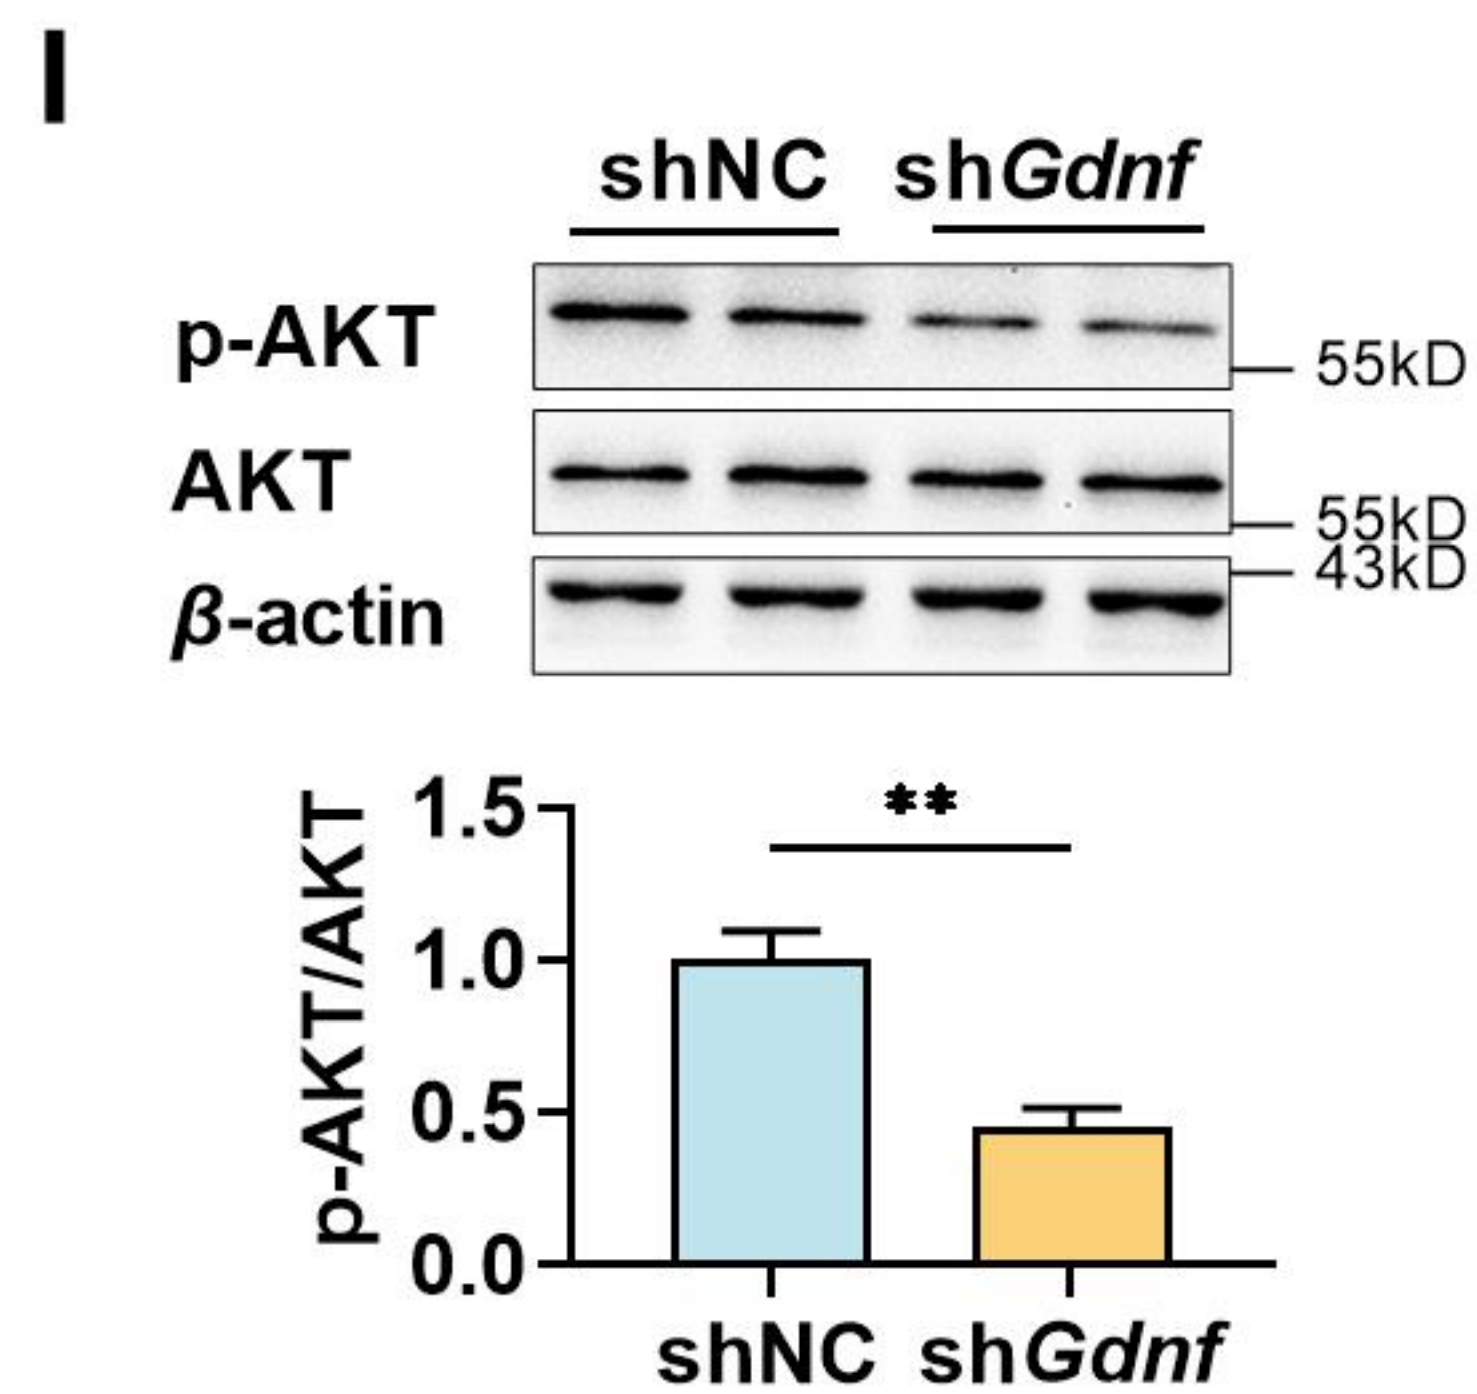 I
shNC shGdnf
p-AKT
55kD
AKT
55kD
43kD
β-actin
**
p-AKT/AKT
1.5
1.0
0.5
0.0
shNC shGdnf